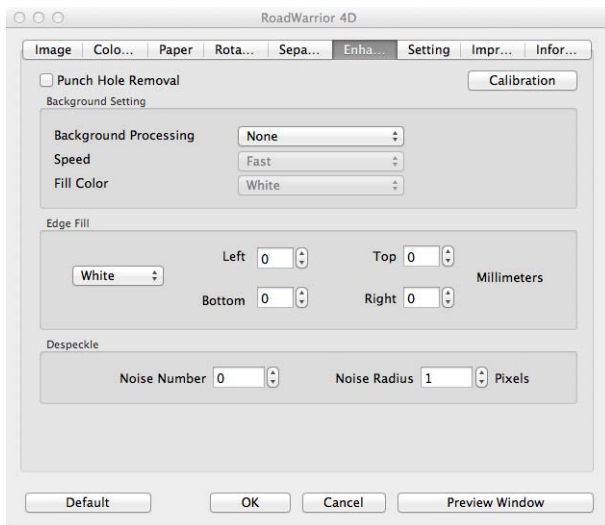 RoadWarrior 4D
Image Colo... Paper Rota... Sepa... Enha... Setting Impr... Infor...
Punch Hole Removal Calibration
Background Setting
Background Processing None
Speed Fast
Fill Color White
Edge Fill
Left 0 Top 0
White Millimeters
Bottom 0 Right 0
Despeckle
Noise Number 0 Noise Radius 1 Pixels
Default OK Cancel Preview Window